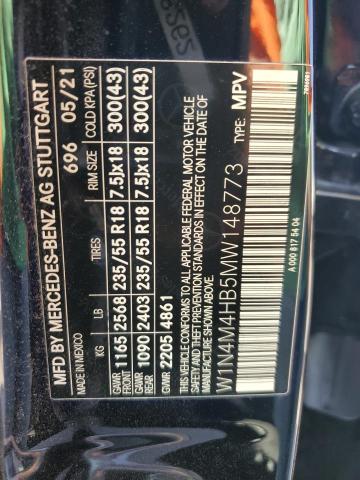 MFD BY MERCEDES-BENZ AG STUTTGART
MADE IN MEXICO 696 05/21
KG LB TIRES RIM SIZE COLD KPA (PSI)
GAWR FRT 1165 2568 235/55 R18 7.5Jx18 300(43)
GAWR REAR 1090 2403 235/55 R18 7.5Jx18 300(43)
GVWR 2205 4861
THIS VEHICLE CONFORMS TO ALL APPLICABLE FEDERAL MOTOR VEHICLE
SAFETY AND THEFT PREVENTION STANDARDS IN EFFECT ON THE DATE OF
MANUFACTURE SHOWN ABOVE.
W1N4M4HB5MW148773 TYPE: MPV
A 000 817 54 04